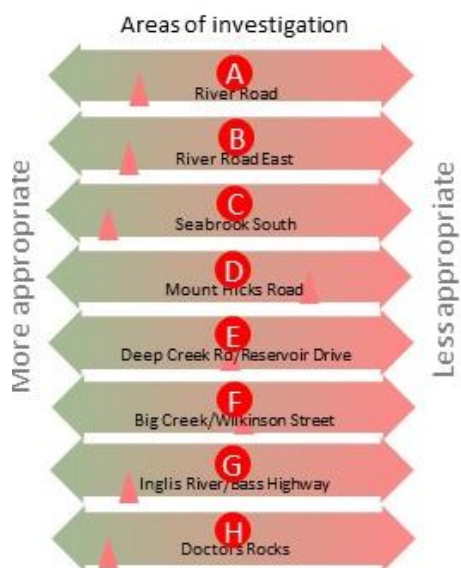 Areas of investigation
More appropriate
Less appropriate
A
River Road
B
River Road East
C
Seabrook South
D
Mount Hicks Road
E
Deep Creek Rd/Reservoir Drive
F
Big Creek/Wilkinson Street
G
Inglis River/Bass Highway
H
Doctors Rocks